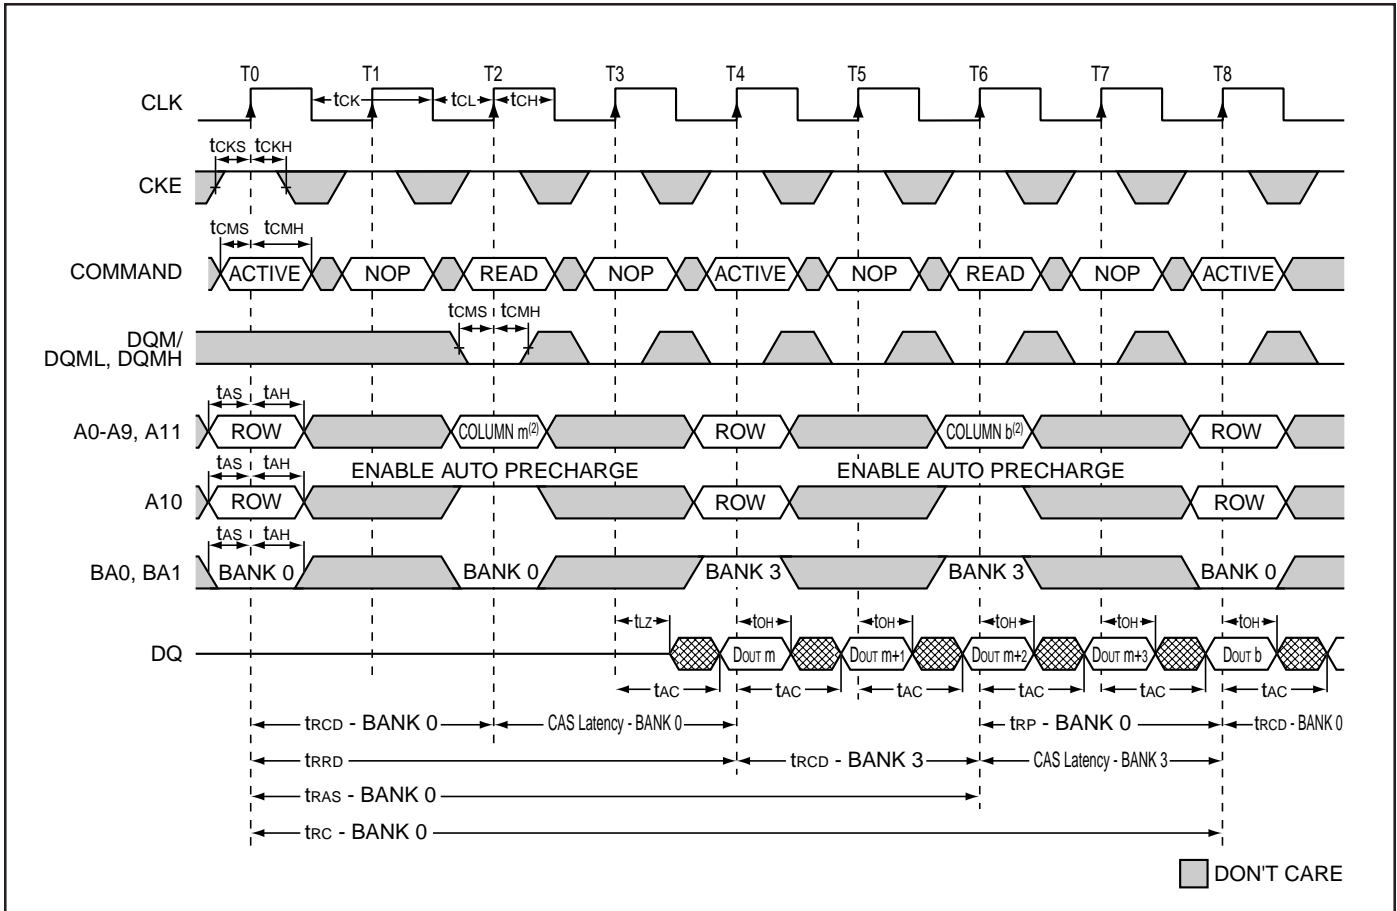 T0 T1 T2 T3 T4 T5 T6 T7 T8
CLK tCK tCL tCH
tCKS tCKH
CKE
tCMS tCMH
COMMAND ACTIVE NOP READ NOP ACTIVE NOP READ NOP ACTIVE
tCMS tCMH
DQM/
DQML, DQMH
tAS tAH
A0-A9, A11 ROW COLUMN m(2) ROW COLUMN b(2) ROW
tAS tAH ENABLE AUTO PRECHARGE ENABLE AUTO PRECHARGE
A10 ROW ROW ROW
tAS tAH
BA0, BA1 BANK 0 BANK 0 BANK 3 BANK 3 BANK 0
tLZ tOH tOH tOH tOH tOH
DQ DOUT m DOUT m+1 DOUT m+2 DOUT m+3 DOUT b
tAC tAC tAC tAC tAC tAC
tRCD - BANK 0 CAS Latency - BANK 0 tRP - BANK 0 tRCD - BANK 0
tRRD tRCD - BANK 3 CAS Latency - BANK 3
tRAS - BANK 0
tRC - BANK 0
DON'T CARE